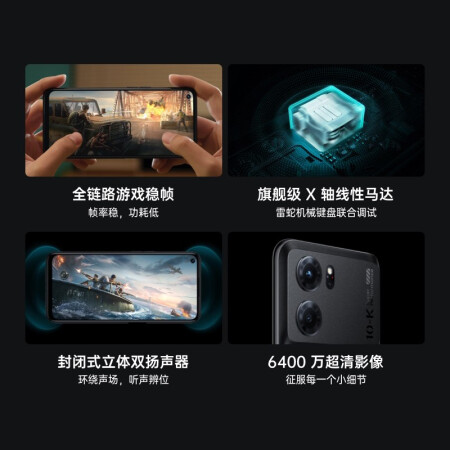 全链路游戏稳帧
帧率稳，功耗低
旗舰级 X 轴线性马达
雷蛇机械键盘联合调试
封闭式立体双扬声器
环绕声场，听声辨位
6400 万超清影像
征服每一个小细节
10-K